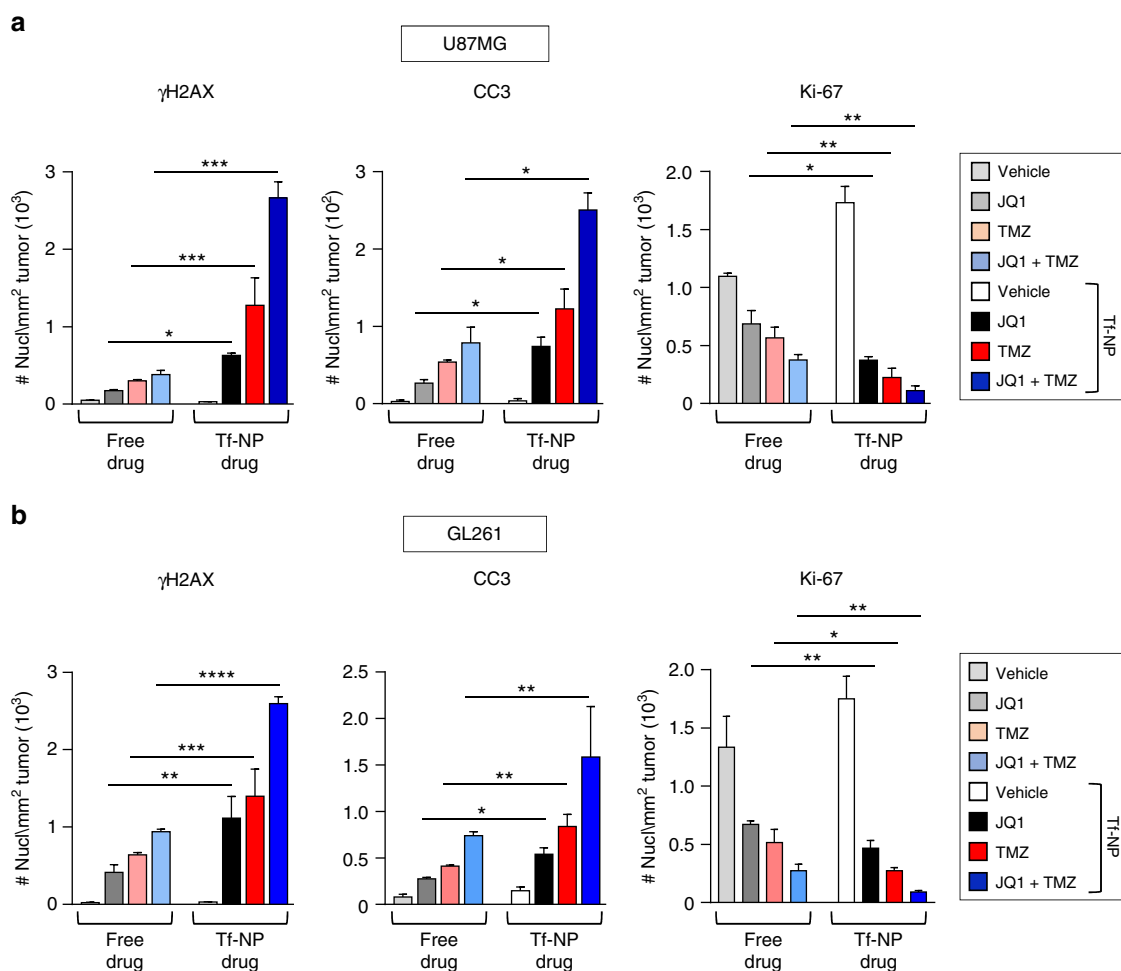 a
U87MG
γH2AX
CC3
Ki-67
# Nucl\mm² tumor (10³)
3
2
1
0
***
***
*
Free drug
Tf-NP drug
# Nucl\mm² tumor (10²)
3
2
1
0
*
*
*
Free drug
Tf-NP drug
# Nucl\mm² tumor (10³)
2.0
1.5
1.0
0.5
0
**
**
*
Free drug
Tf-NP drug
Vehicle
JQ1
TMZ
JQ1 + TMZ
Vehicle
JQ1
TMZ
JQ1 + TMZ
Tf-NP
b
GL261
γH2AX
CC3
Ki-67
# Nucl\mm² tumor (10³)
3
2
1
0
****
***
**
Free drug
Tf-NP drug
# Nucl\mm² tumor (10³)
2.5
2.0
1.5
1.0
0.5
0
**
**
*
Free drug
Tf-NP drug
# Nucl\mm² tumor (10³)
2.0
1.5
1.0
0.5
0
**
*
**
Free drug
Tf-NP drug
Vehicle
JQ1
TMZ
JQ1 + TMZ
Vehicle
JQ1
TMZ
JQ1 + TMZ
Tf-NP